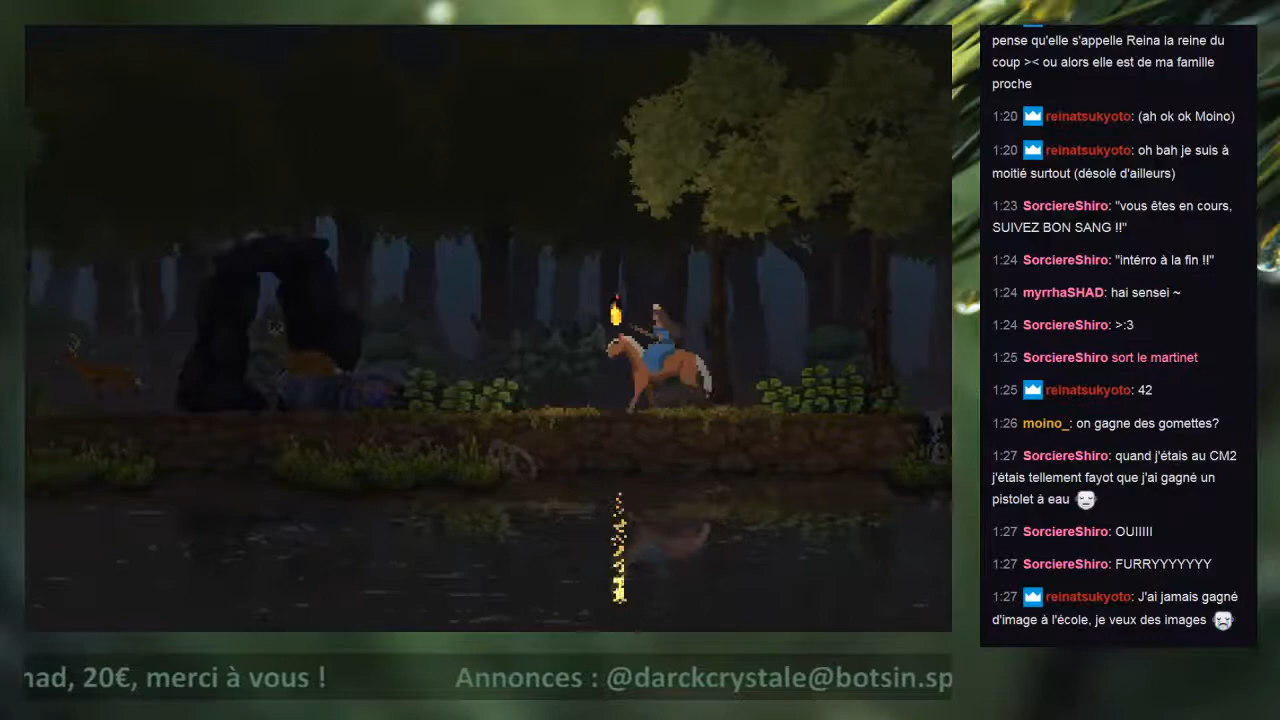 pense qu'elle s'appelle Reina la reine du
coup >< ou alors elle est de ma famille
proche
1:20 reinatsukyoto: (ah ok ok Moino)
1:20 reinatsukyoto: oh bah je suis à
moitié surtout (désolé d'ailleurs)
1:23 SorciereShiro: "vous êtes en cours,
SUIVEZ BON SANG !!"
1:24 SorciereShiro: "intérro à la fin !!"
1:24 myrrhaSHAD: hai sensei ~
1:24 SorciereShiro: >:3
1:25 SorciereShiro sort le martinet
1:25 reinatsukyoto: 42
1:26 moino_: on gagne des gomettes?
1:27 SorciereShiro: quand j'étais au CM2
j'étais tellement fayot que j'ai gagné un
pistolet à eau
1:27 SorciereShiro: OUIIIII
1:27 SorciereShiro: FURRYYYYYYY
1:27 reinatsukyoto: J'ai jamais gagné
d'image à l'école, je veux des images
ad, 20€, merci à vous ! Annonces : @darckcrystale@botsin.sp